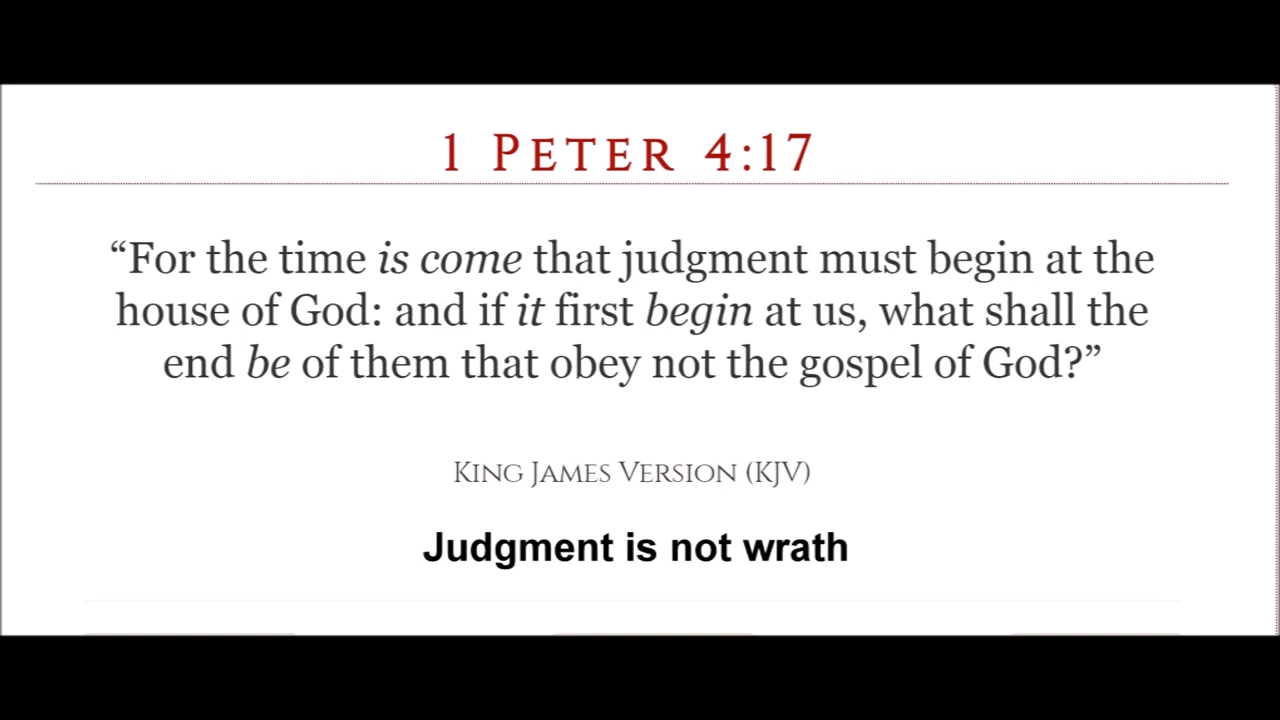 1 Peter 4:17
“For the time is come that judgment must begin at the
house of God: and if it first begin at us, what shall the
end be of them that obey not the gospel of God?”
King James Version (KJV)
Judgment is not wrath